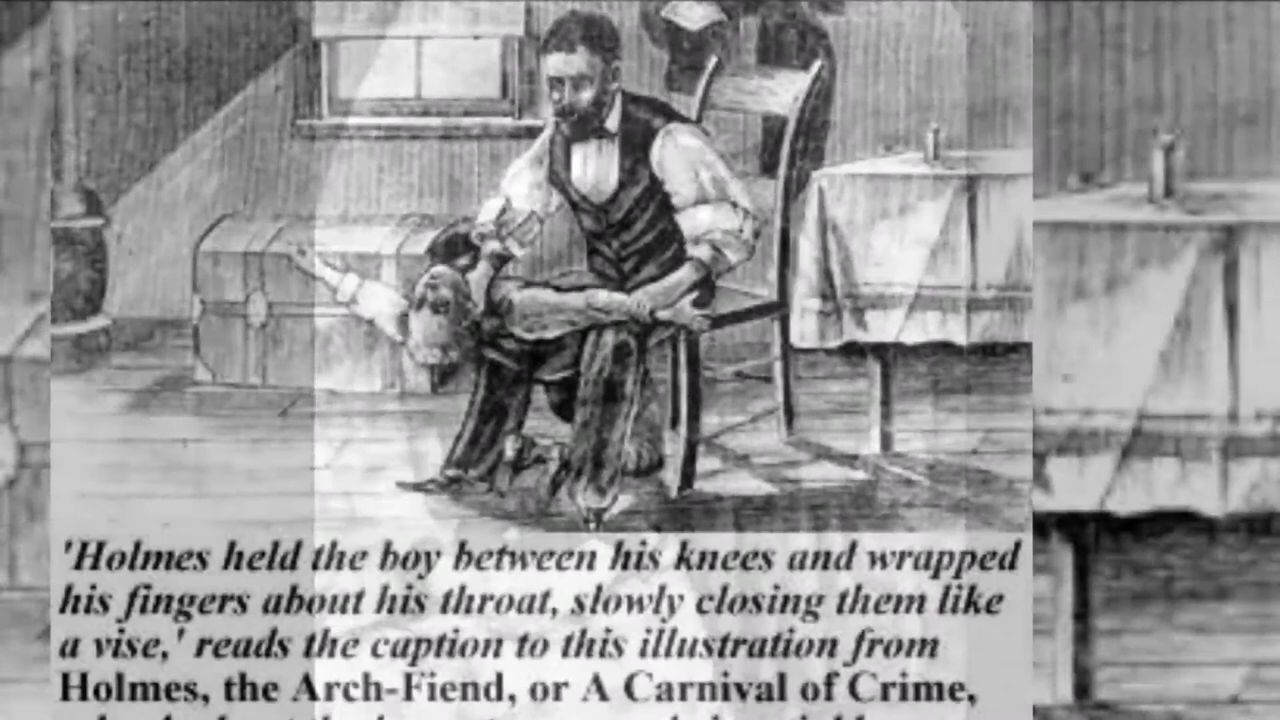 'Holmes held the boy between his knees and wrapped
his fingers about his throat, slowly closing them like
a vise,' reads the caption to this illustration from
Holmes, the Arch-Fiend, or A Carnival of Crime,